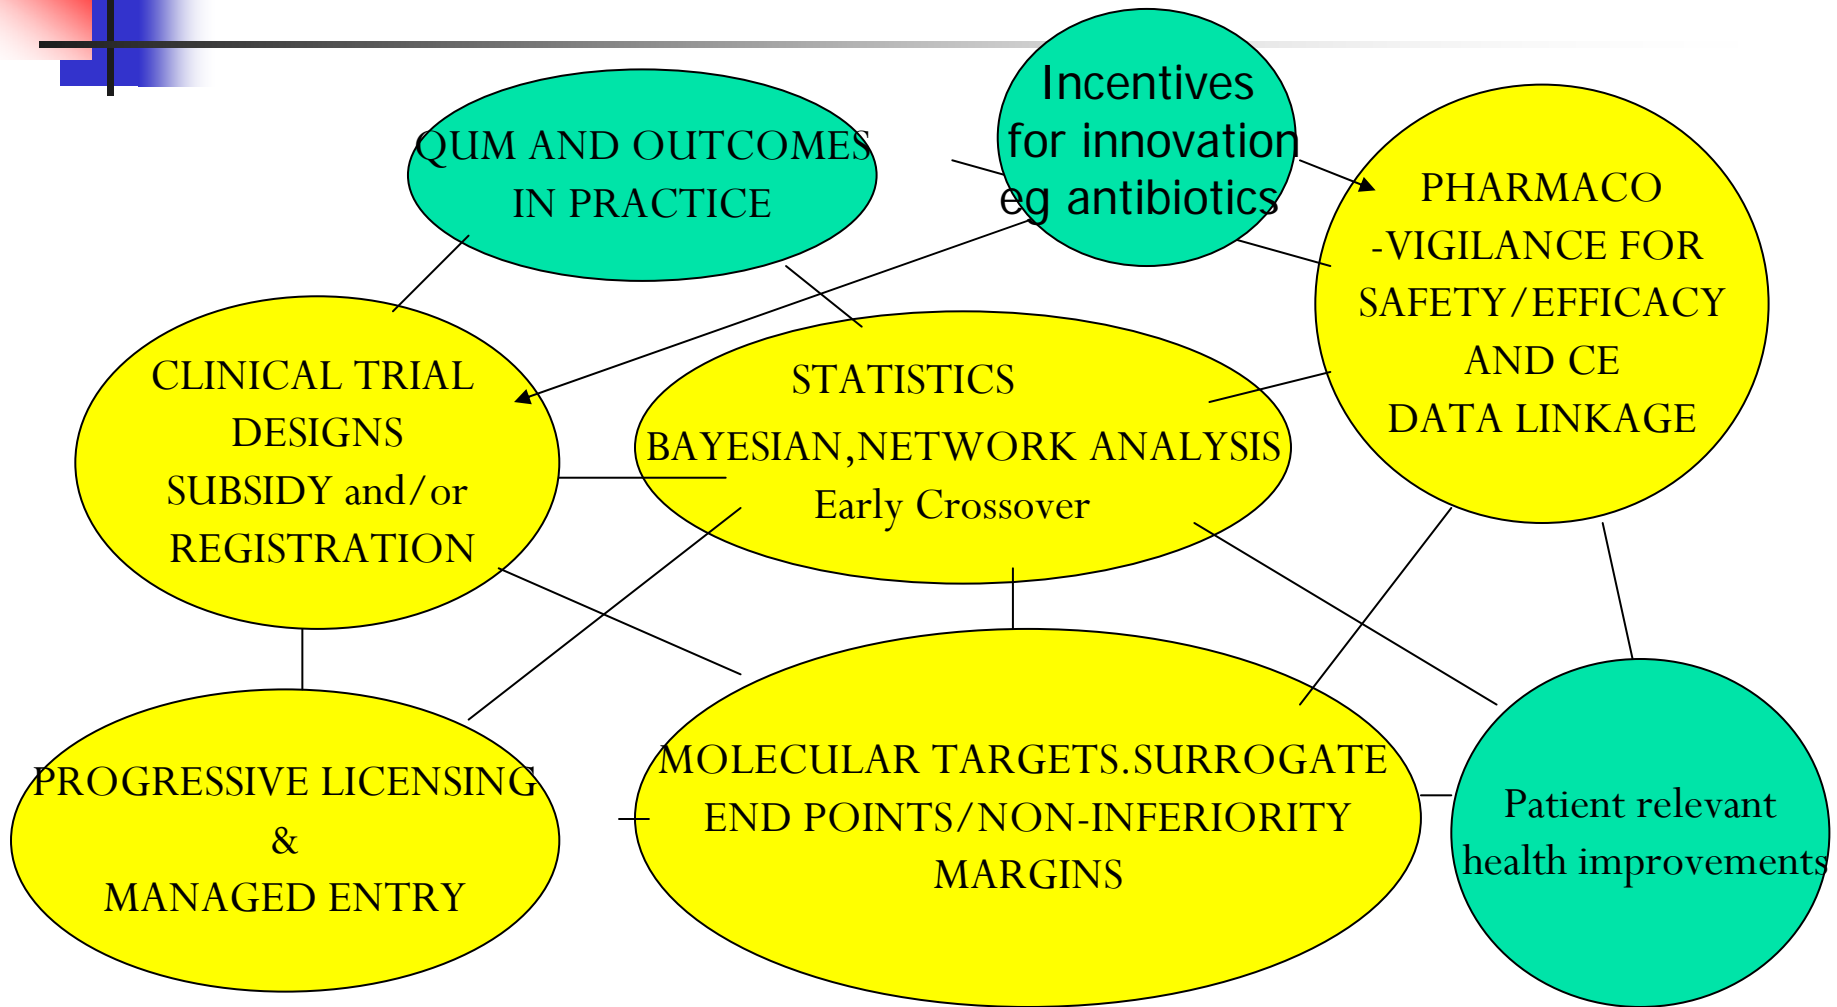 QUM AND OUTCOMES
IN PRACTICE
Incentives
for innovation
eg antibiotics
PHARMACO
-VIGILANCE FOR
SAFETY/EFFICACY
AND CE
DATA LINKAGE
CLINICAL TRIAL
DESIGNS
SUBSIDY and/or
REGISTRATION
STATISTICS
BAYESIAN,NETWORK ANALYSIS
Early Crossover
PROGRESSIVE LICENSING
&
MANAGED ENTRY
MOLECULAR TARGETS.SURROGATE
END POINTS/NON-INFERIORITY
MARGINS
Patient relevant
health improvements